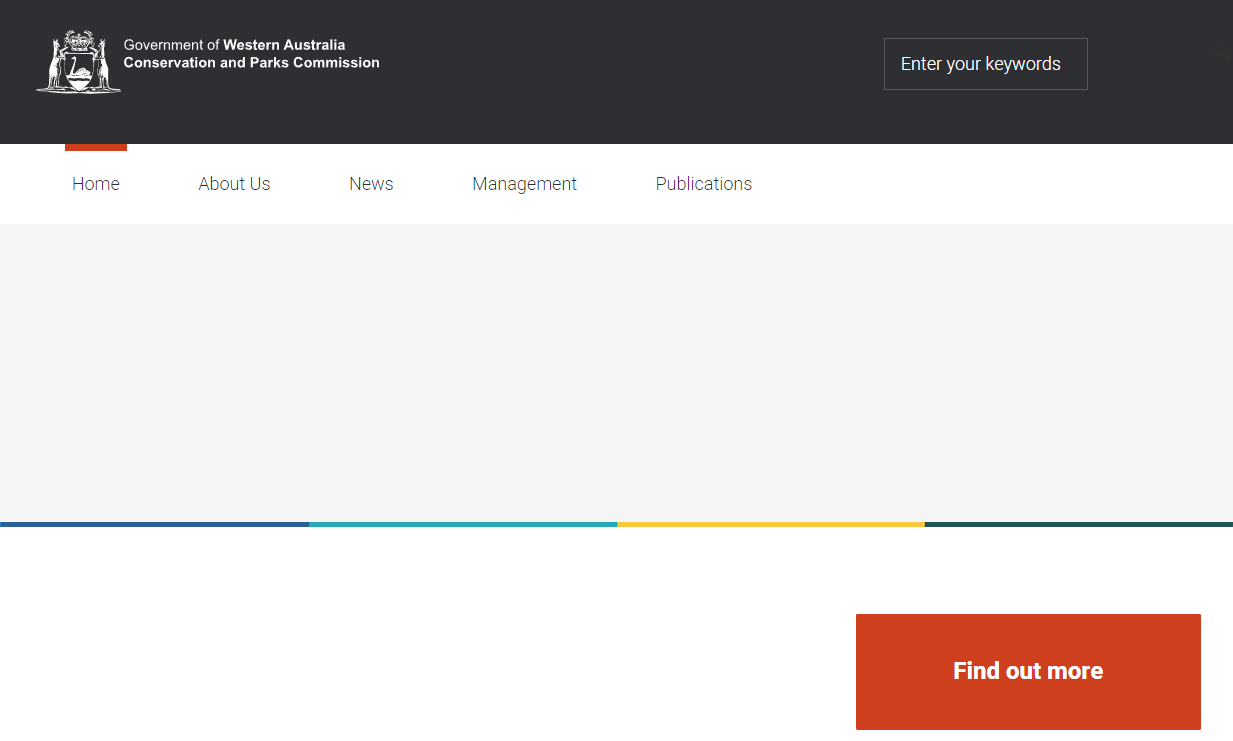 Government of Western Australia
Conservation and Parks Commission
Enter your keywords
Home About Us News Management Publications
Find out more